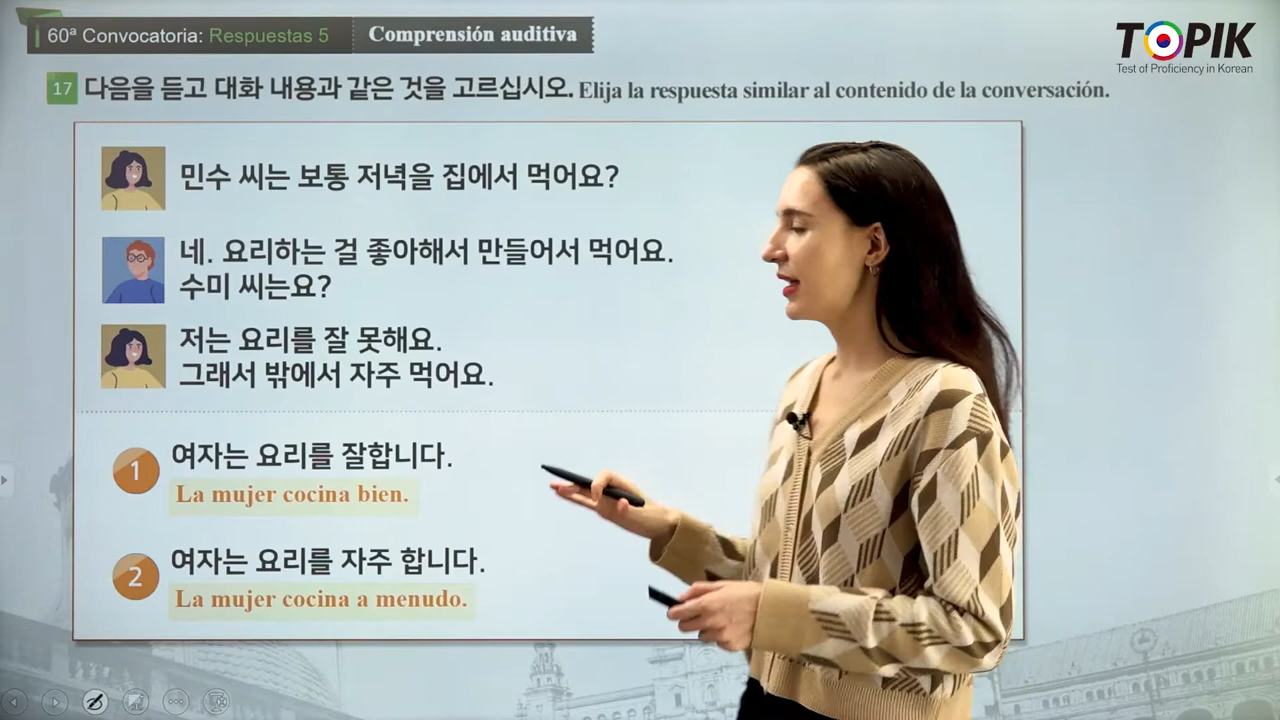 60ª Convocatoria: Respuestas 5
Comprensión auditiva
TOPIK
Test of Proficiency in Korean
17 다음을 듣고 대화 내용과 같은 것을 고르십시오. Elija la respuesta similar al contenido de la conversación.
민수 씨는 보통 저녁을 집에서 먹어요?
네. 요리하는 걸 좋아해서 만들어서 먹어요.
수미 씨는요?
저는 요리를 잘 못해요.
그래서 밖에서 자주 먹어요.
1 여자는 요리를 잘합니다.
La mujer cocina bien.
2 여자는 요리를 자주 합니다.
La mujer cocina a menudo.